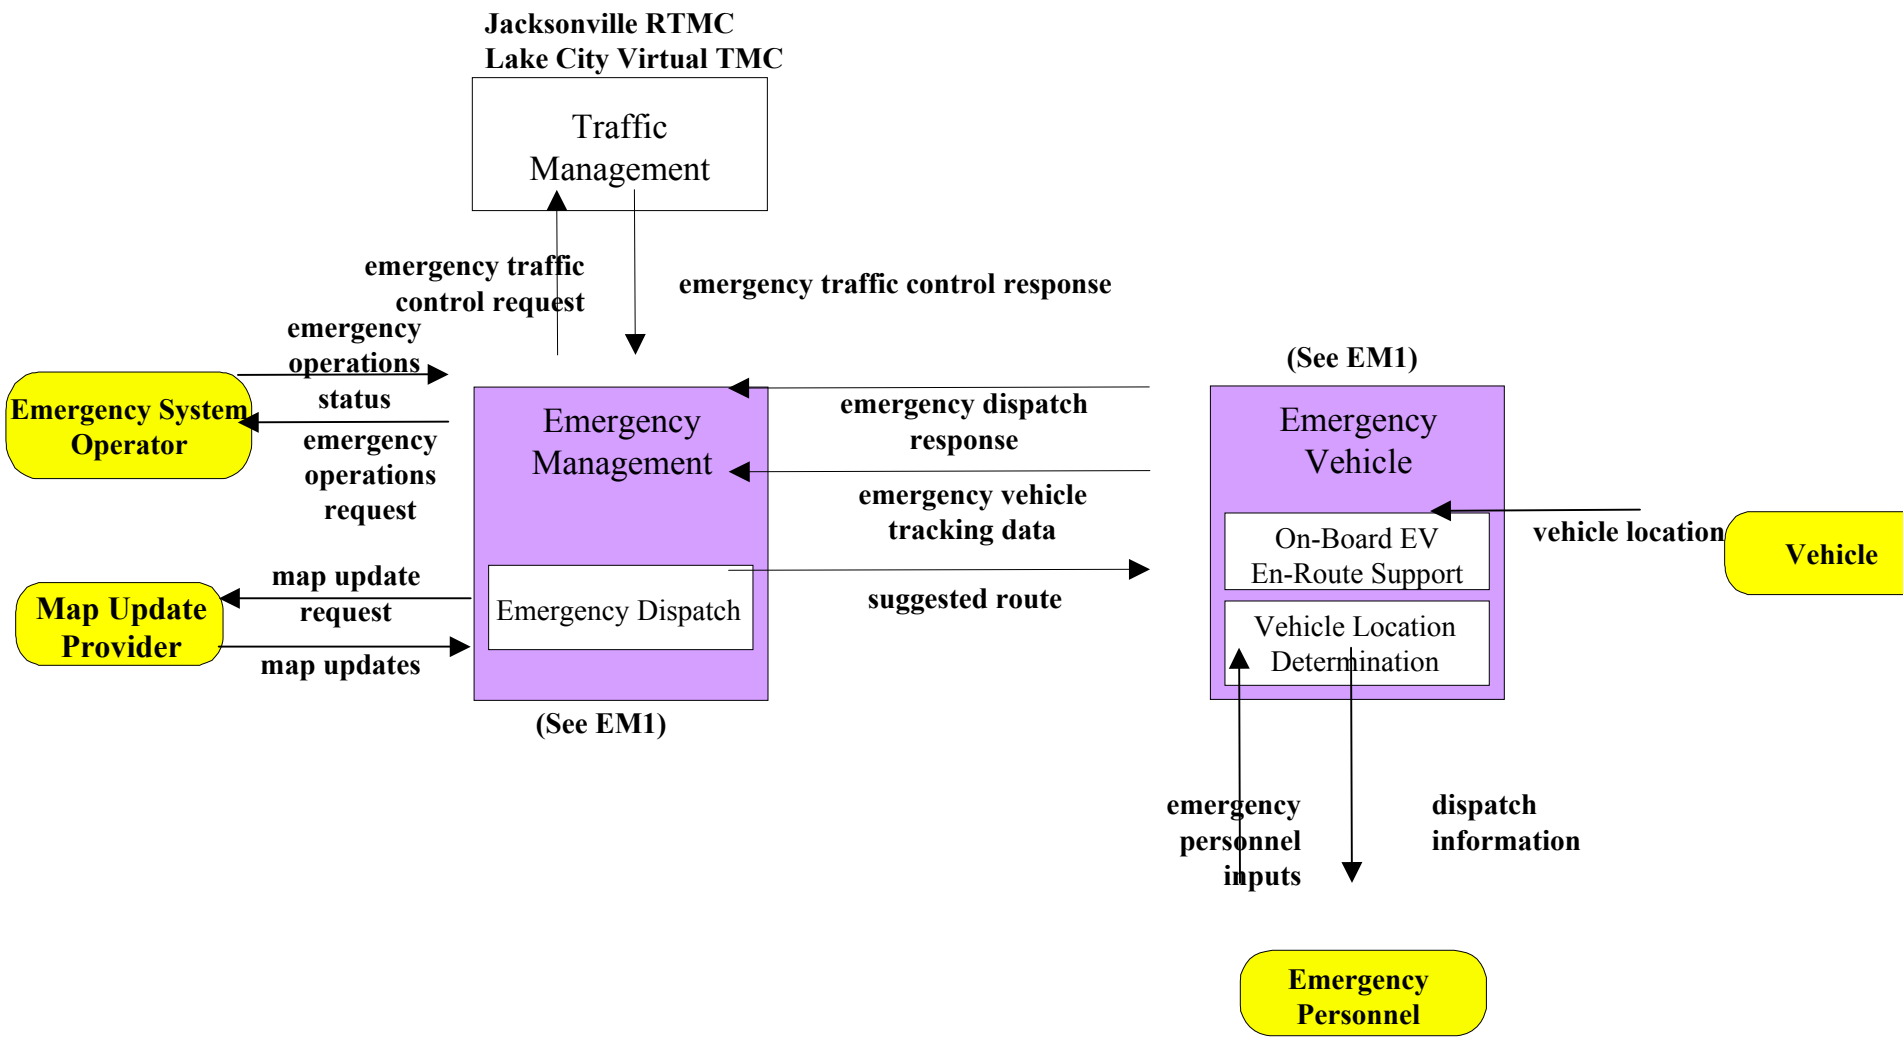 Jacksonville RTMC
Lake City Virtual TMC
Traffic
Management
emergency traffic
control request
emergency traffic control response
emergency
operations
status
Emergency System
Operator
emergency
operations
request
Emergency
Management
emergency dispatch
response
emergency vehicle
tracking data
suggested route
(See EM1)
Emergency
Vehicle
On-Board EV
En-Route Support
vehicle location
Vehicle
Vehicle Location
Determination
map update
request
Map Update
Provider
map updates
Emergency Dispatch
(See EM1)
emergency
personnel
inputs
dispatch
information
Emergency
Personnel